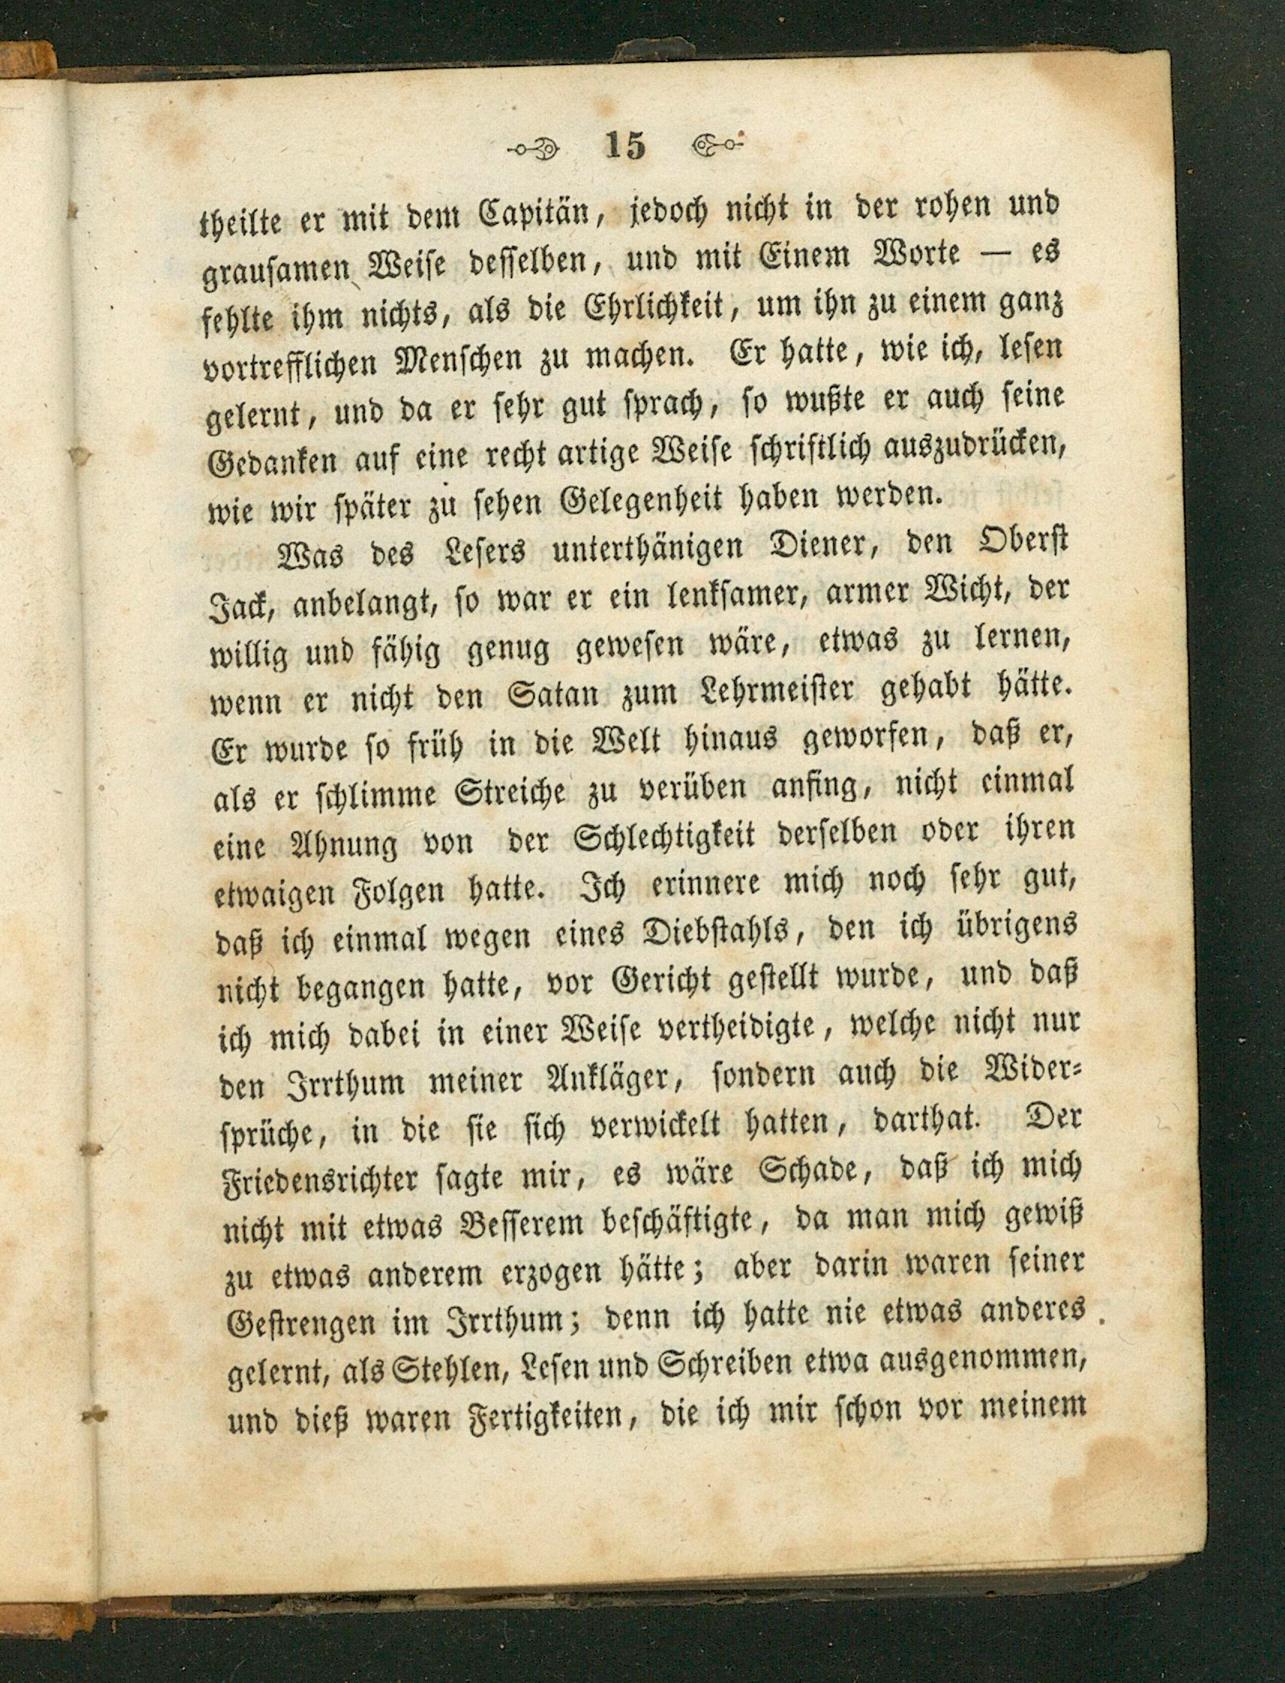 15
theilte er mit dem Capitän, jedoch nicht in der rohen und
grausamen Weise desselben, und mit Einem Worte — es
fehlte ihm nichts, als die Ehrlichkeit, um ihn zu einem ganz
vortrefflichen Menschen zu machen. Er hatte, wie ich, lesen
gelernt, und da er sehr gut sprach, so wußte er auch seine
Gedanken auf eine recht artige Weise schriftlich auszudrücken,
wie wir später zu sehen Gelegenheit haben werden.
Was des Lesers unterthänigen Diener, den Oberst
Jack, anbelangt, so war er ein lenksamer, armer Wicht, der
willig und fähig genug gewesen wäre, etwas zu lernen,
wenn er nicht den Satan zum Lehrmeister gehabt hätte.
Er wurde so früh in die Welt hinaus geworfen, daß er,
als er schlimme Streiche zu verüben anfing, nicht einmal
eine Ahnung von der Schlechtigkeit derselben oder ihren
etwaigen Folgen hatte. Ich erinnere mich noch sehr gut,
daß ich einmal wegen eines Diebstahls, den ich übrigens
nicht begangen hatte, vor Gericht gestellt wurde, und daß
ich mich dabei in einer Weise vertheidigte, welche nicht nur
den Irrthum meiner Ankläger, sondern auch die Wider-
sprüche, in die sie sich verwickelt hatten, darthat. Der
Friedensrichter sagte mir, es wäre Schade, daß ich mich
nicht mit etwas Besserem beschäftigte, da man mich gewiß
zu etwas anderem erzogen hätte; aber darin waren seiner
Gestrengen im Irrthum; denn ich hatte nie etwas anderes
gelernt, als Stehlen, Lesen und Schreiben etwa ausgenommen,
und dieß waren Fertigkeiten, die ich mir schon vor meinem